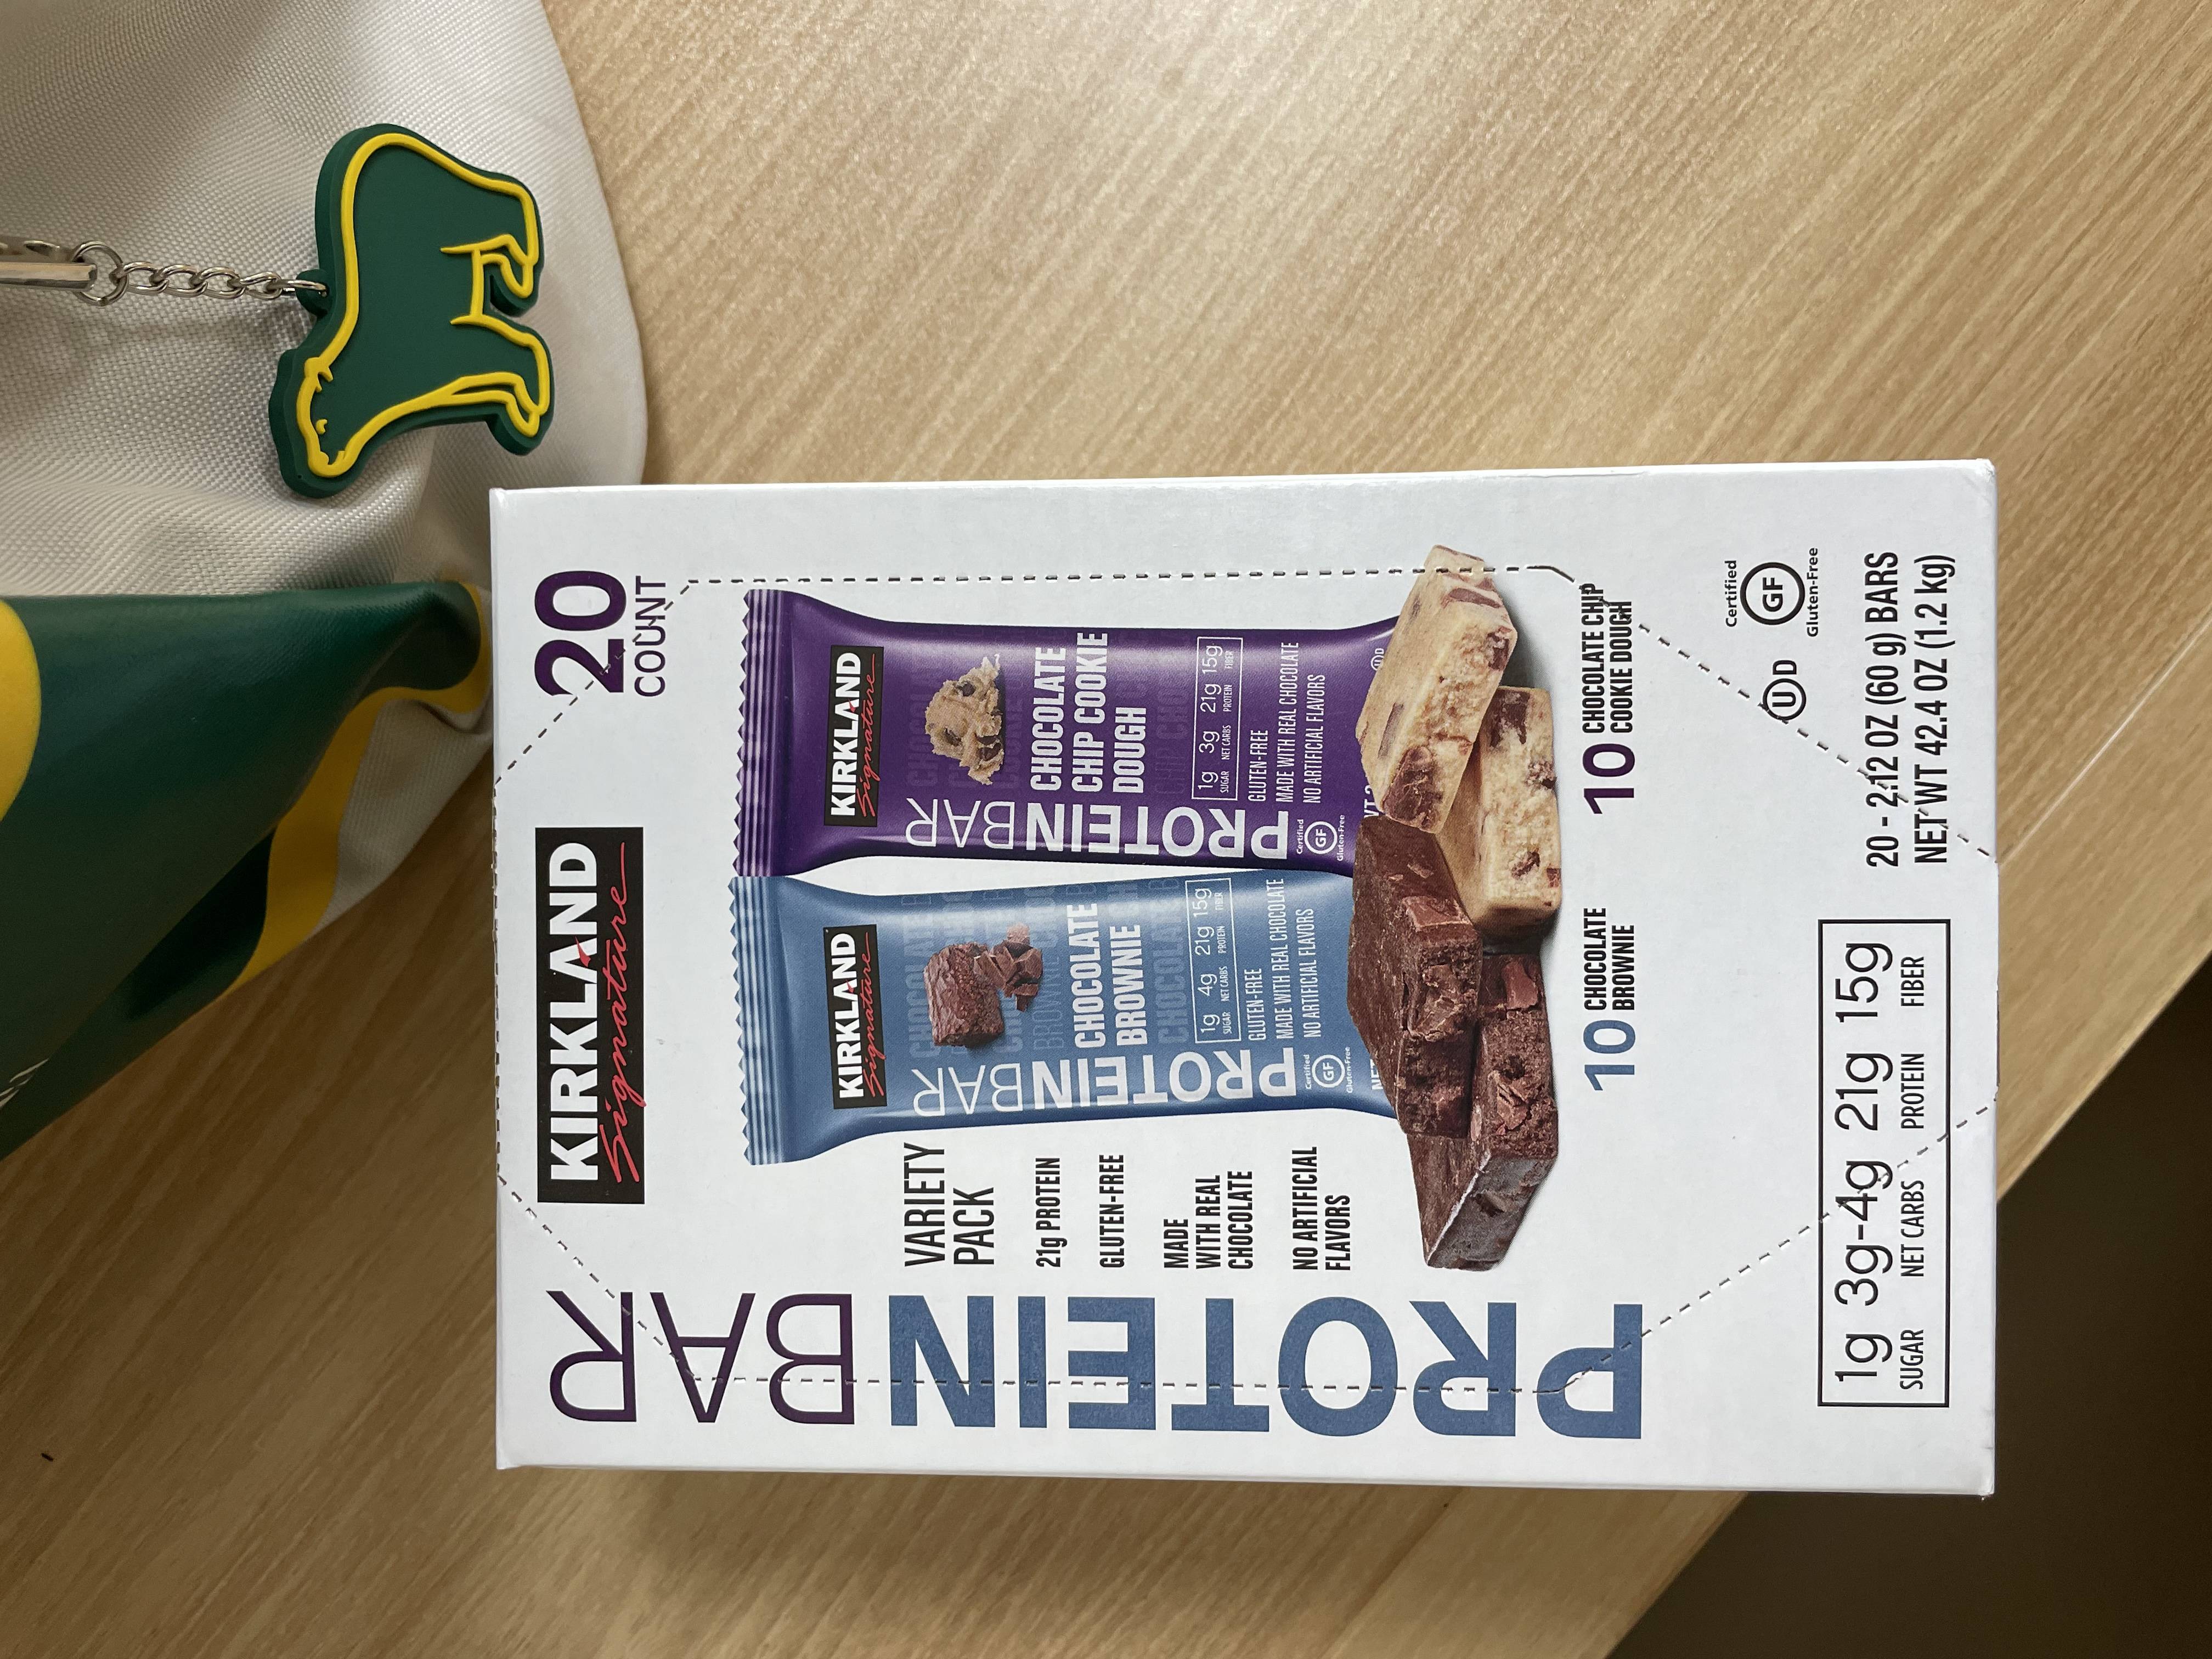 KIRKLAND
Signature
20
COUNT
PROTEIN BAR
VARIETY
PACK
21g PROTEIN
GLUTEN-FREE
MADE
WITH REAL
CHOCOLATE
NO ARTIFICIAL
FLAVORS
KIRKLAND
Signature
PROTEIN BAR
CHOCOLATE
BROWNIE
1g 4g 21g 15g
SUGAR NET CARBS PROTEIN FIBER
GLUTEN-FREE
MADE WITH REAL CHOCOLATE
NO ARTIFICIAL FLAVORS
Certified
GF
Gluten-Free
NET
KIRKLAND
Signature
PROTEIN BAR
CHOCOLATE
CHIP COOKIE
DOUGH
1g 3g 21g 15g
SUGAR NET CARBS PROTEIN FIBER
GLUTEN-FREE
MADE WITH REAL CHOCOLATE
NO ARTIFICIAL FLAVORS
Certified
GF
Gluten-Free
U D
10 CHOCOLATE
BROWNIE
10 CHOCOLATE CHIP
COOKIE DOUGH
U D
Certified
GF
Gluten-Free
1g 3g-4g 21g 15g
SUGAR NET CARBS PROTEIN FIBER
20 - 2.12 OZ (60 g) BARS
NET WT 42.4 OZ (1.2 kg)